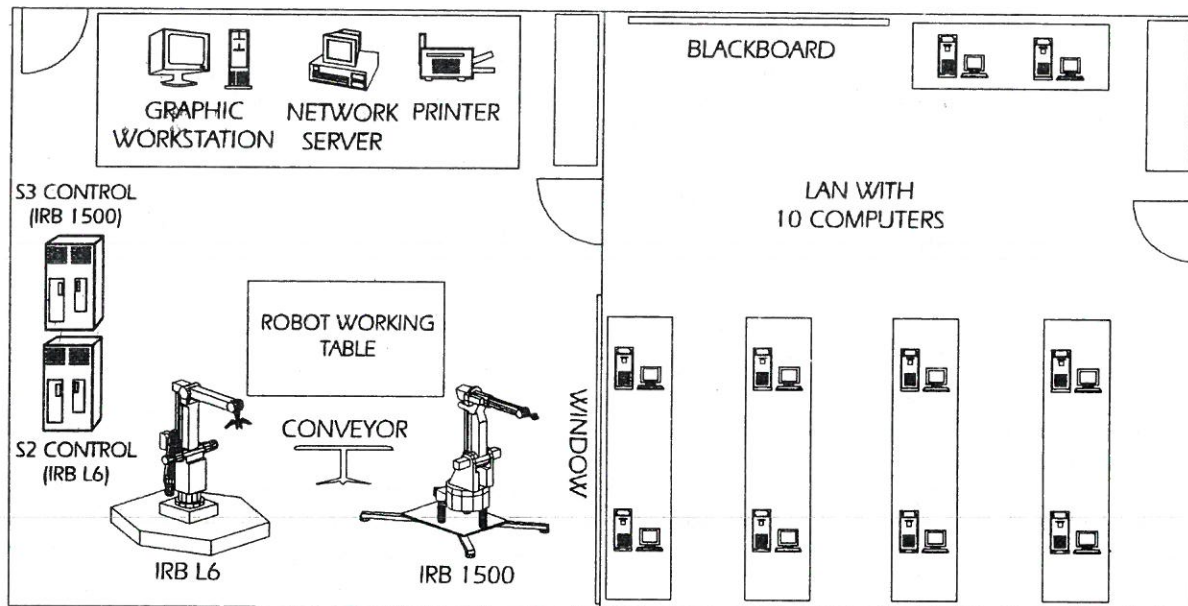 GRAPHIC
WORKSTATION
NETWORK
SERVER
PRINTER
BLACKBOARD
S3 CONTROL
(IRB 1500)
LAN WITH
10 COMPUTERS
ROBOT WORKING
TABLE
CONVEYOR
WINDOW
S2 CONTROL
(IRB L6)
IRB L6
IRB 1500